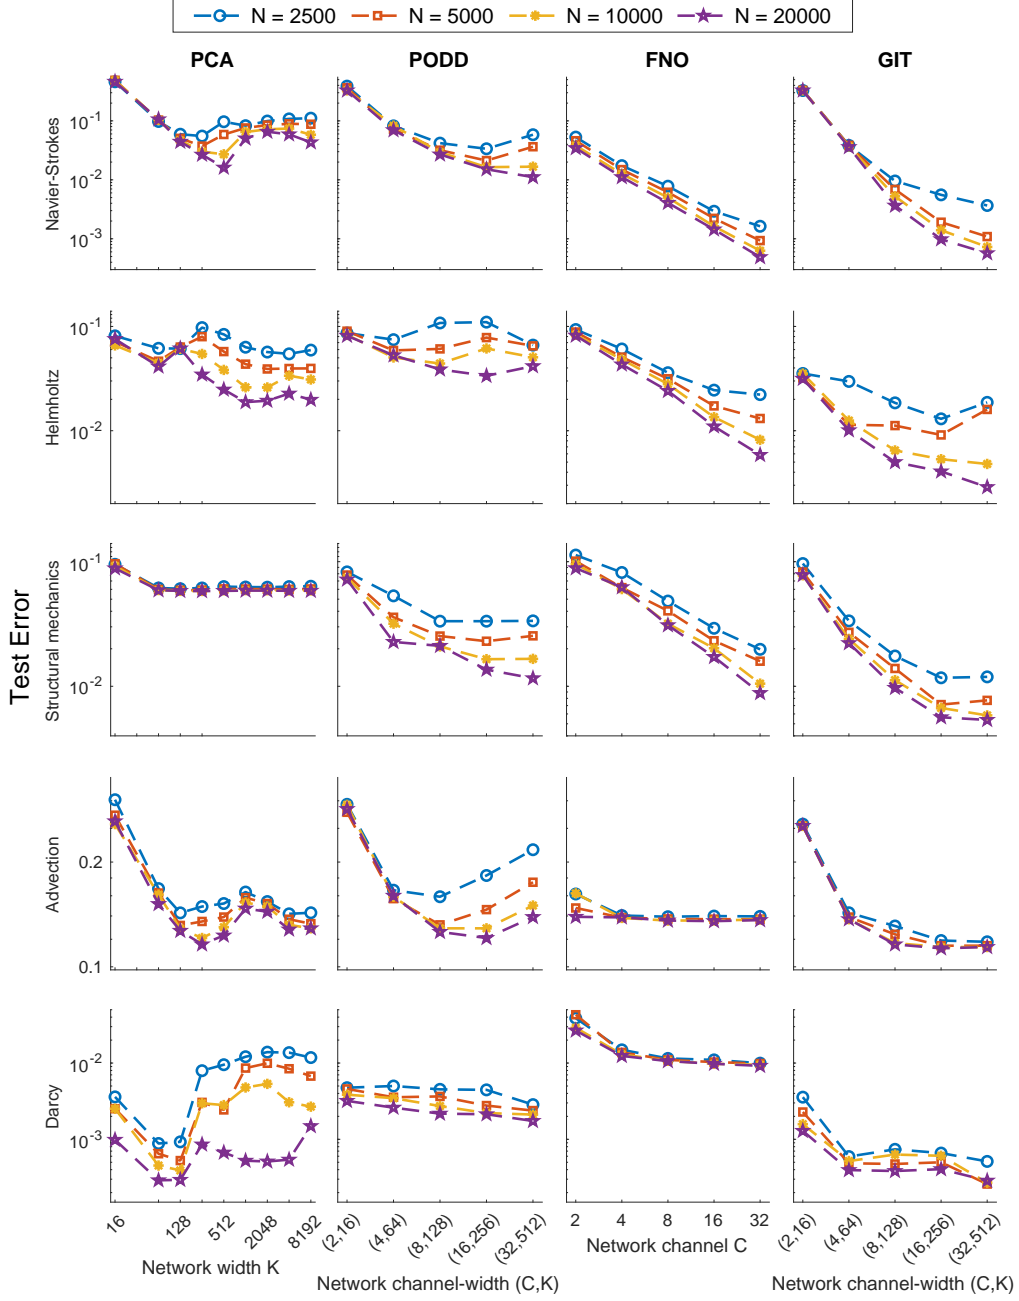 N = 2500 N = 5000 N = 10000 N = 20000
PCA PODD FNO GIT
Test Error
Navier-Strokes
10^-1
10^-2
10^-3
Helmholtz
10^-1
10^-2
Structural mechanics
10^-1
10^-2
Advection
0.2
0.1
Darcy
10^-2
10^-3
16 128 512 2048 8192
Network width K
(2,16) (4,64) (8,128) (16,256) (32,512)
Network channel-width (C,K)
2 4 8 16 32
Network channel C
(2,16) (4,64) (8,128) (16,256) (32,512)
Network channel-width (C,K)